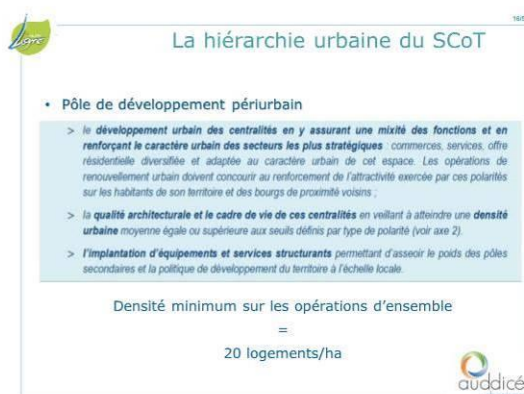 16/5
La hiérarchie urbaine du SCoT
• Pôle de développement périurbain
> le développement urbain des centralités en y assurant une mixité des fonctions et en
renforçant le caractère urbain des secteurs les plus stratégiques : commerces, services, offre
résidentielle diversifiée et adaptée au caractère urbain de cet espace. Les opérations de
renouvellement urbain doivent concourir au renforcement de l'attractivité exercée par ces polarités
sur les habitants de son territoire et des bourgs de proximité voisins ;
> la qualité architecturale et le cadre de vie de ces centralités en veillant à atteindre une densité
urbaine moyenne égale ou supérieure aux seuils définis par type de polarité (voir axe 2).
> l'implantation d'équipements et services structurants permettant d'asseoir le poids des pôles
secondaires et la politique de développement du territoire à l'échelle locale.
Densité minimum sur les opérations d'ensemble
=
20 logements/ha
auddicé